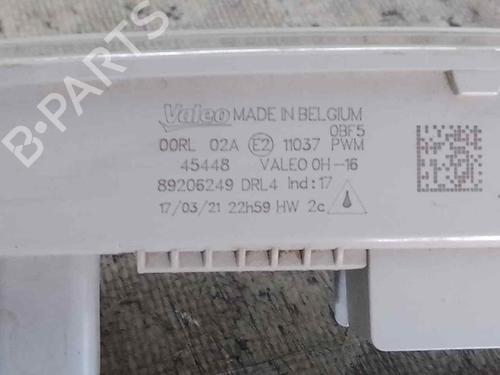 Valeo MADE IN BELGIUM
0BF5
00RL 02A E2 11037 PWM
45448 VALEO 0H-16
89206249 DRL4 Ind:17
17/03/21 22h59 HW 2c
B-PARTS